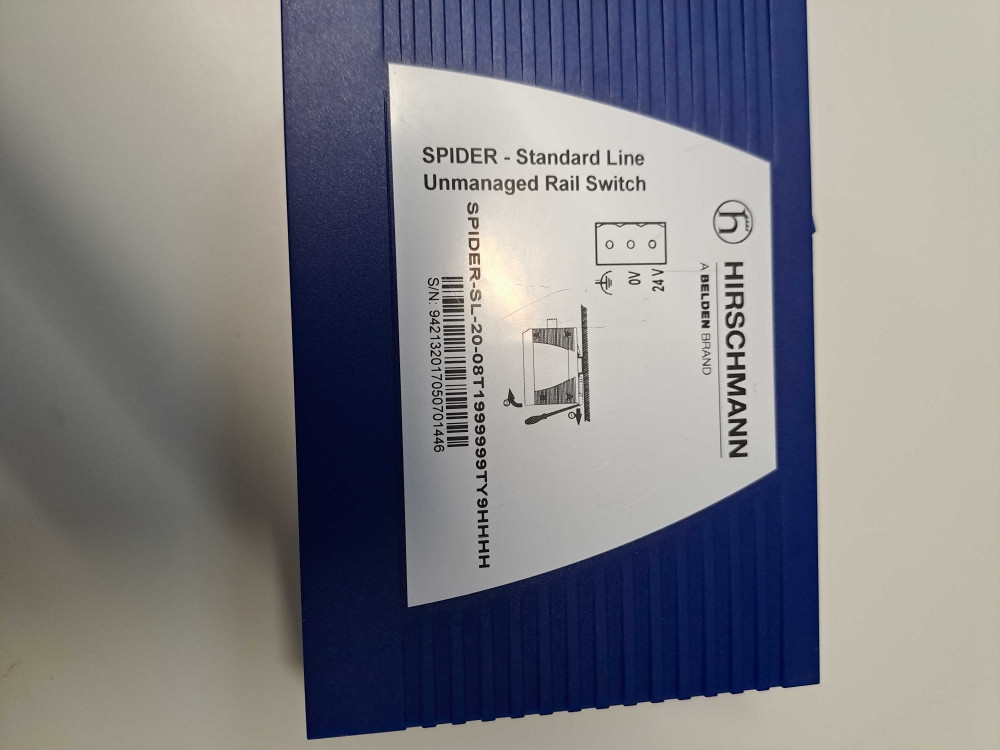 HIRSCHMANN
A BELDEN BRAND
SPIDER - Standard Line
Unmanaged Rail Switch
24 V
0V
SPIDER-SL-20-08T1999999TY9HHHH
S/N: 942132017050701446